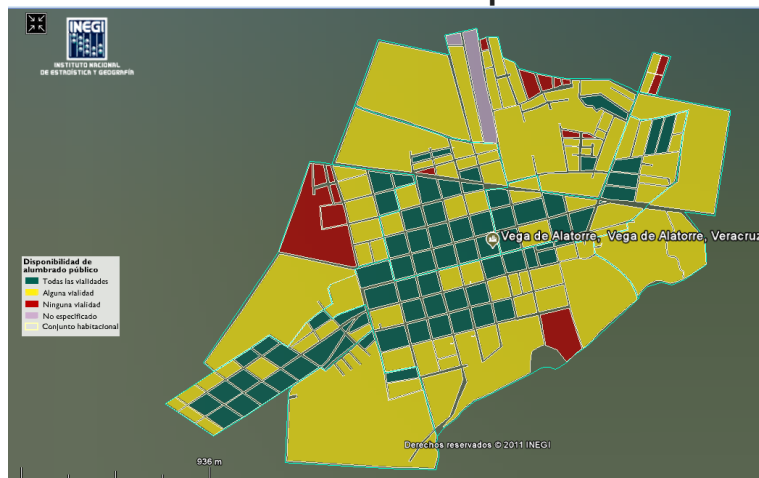 INEGI
INSTITUTO NACIONAL
DE ESTADÍSTICA Y GEOGRAFÍA
Vega de Alatorre, Vega de Alatorre, Veracruz
Disponibilidad de
alumbrado público
Todas las vialidades
Alguna vialidad
Ninguna vialidad
No especificado
Conjunto habitacional
Derechos reservados © 2011 INEGI
936 m